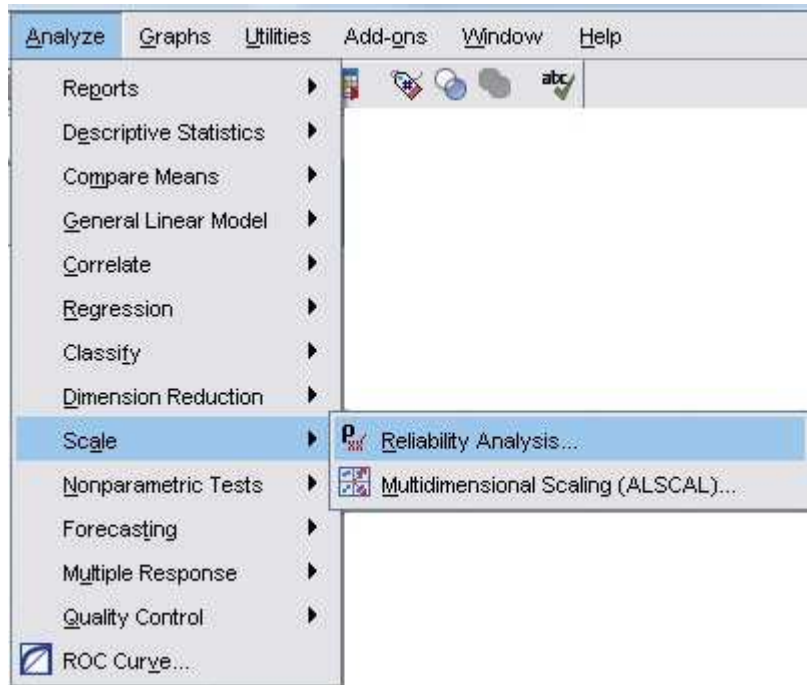 Analyze Graphs Utilities Add-ons Window Help
abc
Reports
Descriptive Statistics
Compare Means
General Linear Model
Correlate
Regression
Classify
Dimension Reduction
Scale
Reliability Analysis...
Nonparametric Tests
Multidimensional Scaling (ALSCAL)...
Forecasting
Multiple Response
Quality Control
ROC Curve...